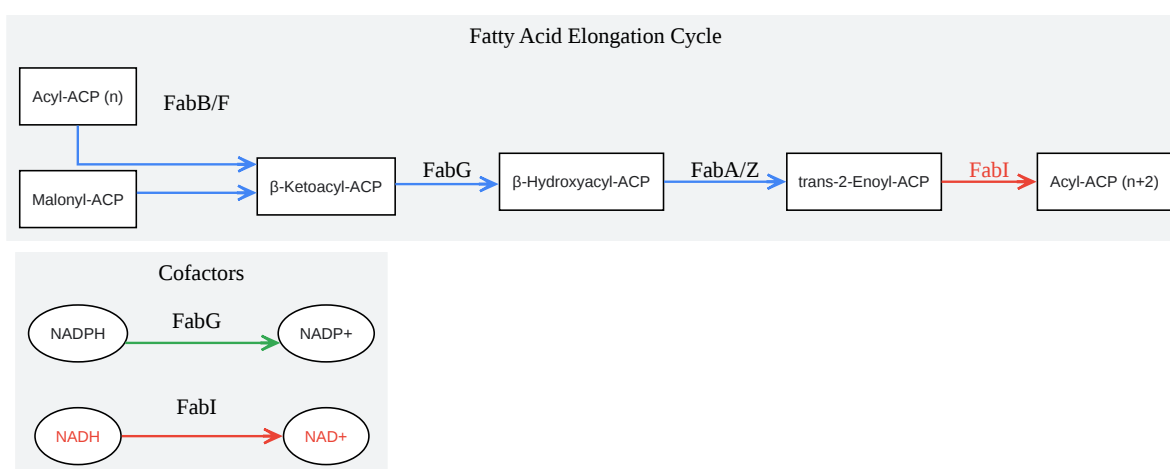 Fatty Acid Elongation Cycle
Acyl-ACP (n)
FabB/F
Malonyl-ACP
β-Ketoacyl-ACP
FabG
β-Hydroxyacyl-ACP
FabA/Z
trans-2-Enoyl-ACP
FabI
Acyl-ACP (n+2)
Cofactors
NADPH
FabG
NADP+
NADH
FabI
NAD+